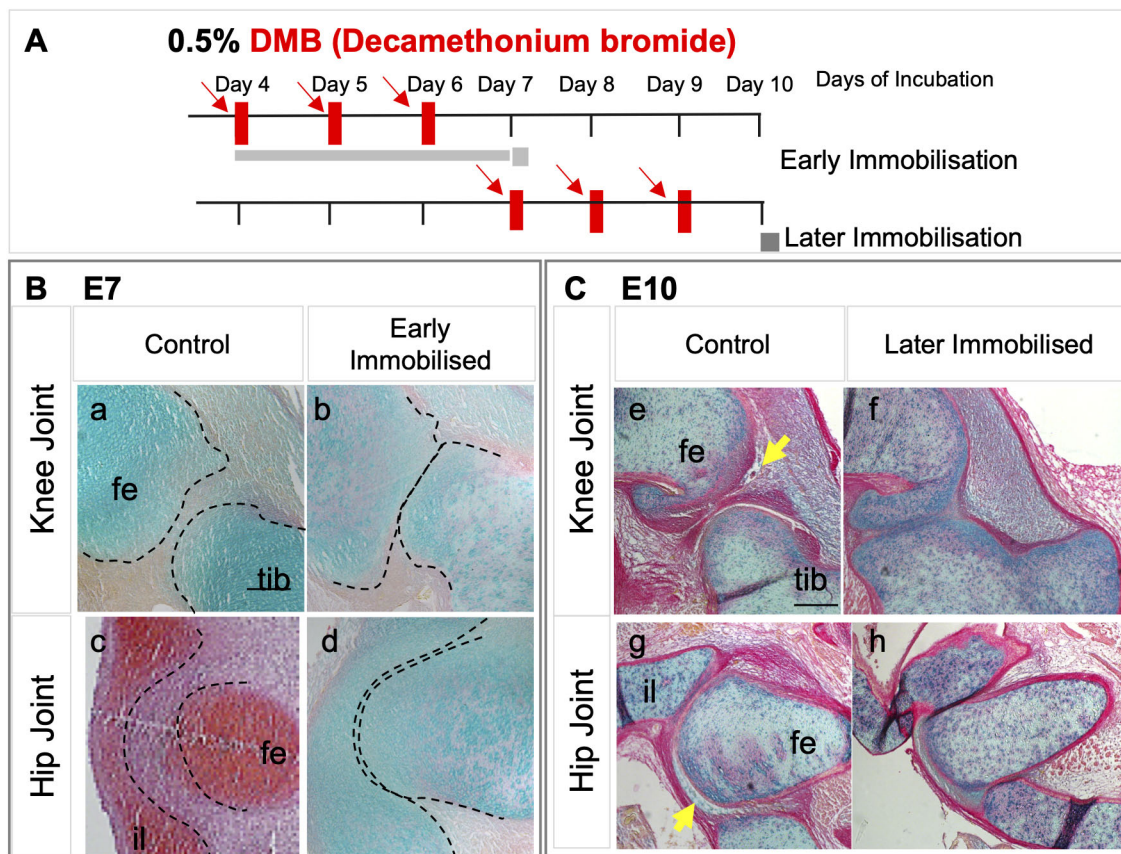 A
0.5% DMB (Decamethonium bromide)
Day 4 Day 5 Day 6 Day 7 Day 8 Day 9 Day 10 Days of Incubation
Early Immobilisation
Later Immobilisation
B E7
Control
Early
Immobilised
Knee Joint
a
fe
tib
b
Hip Joint
c
fe
il
d
C E10
Control
Later Immobilised
Knee Joint
e
fe
tib
f
Hip Joint
g
il
fe
h